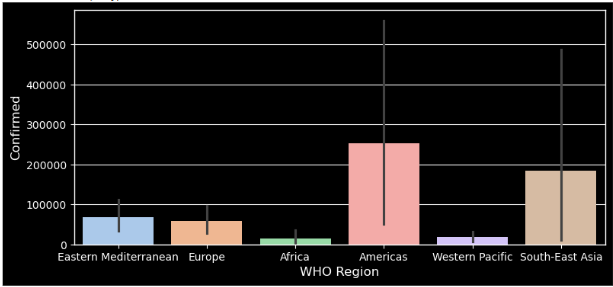 Confirmed
500000
400000
300000
200000
100000
0
Eastern Mediterranean Europe Africa Americas Western Pacific South-East Asia
WHO Region